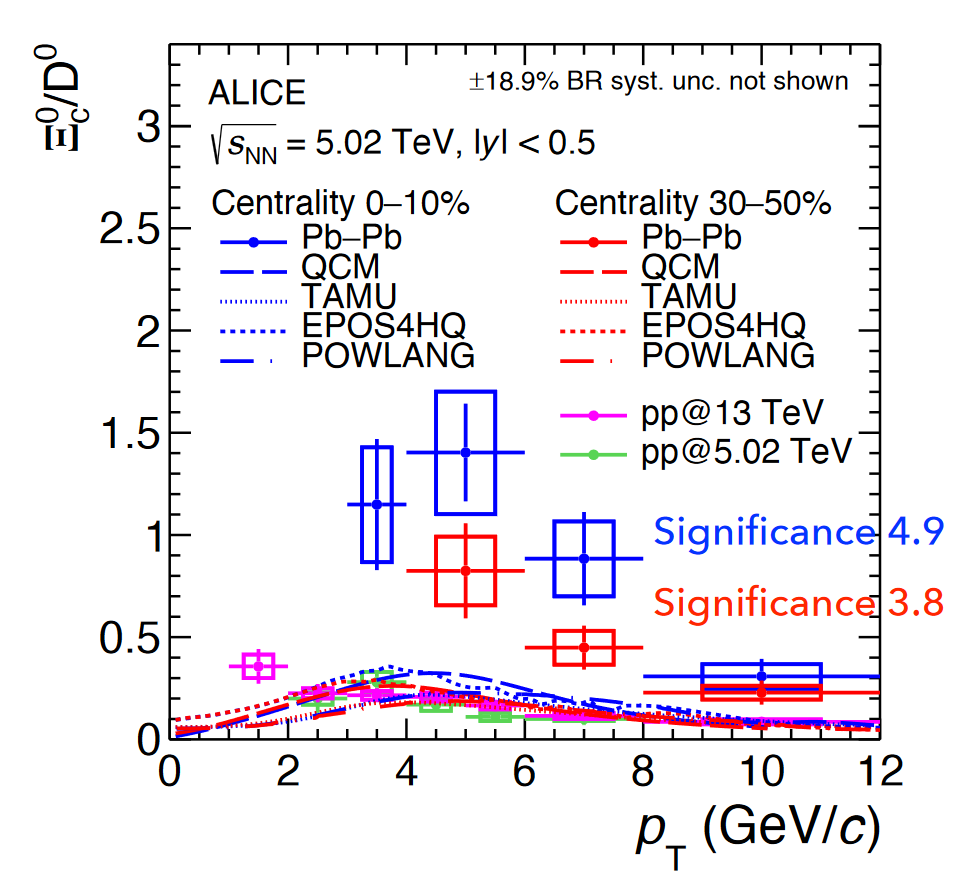 Ξ⁰c/D⁰
±18.9% BR syst. unc. not shown
ALICE
√sNN = 5.02 TeV, |y| < 0.5
Centrality 0–10%
Pb–Pb
QCM
TAMU
EPOS4HQ
POWLANG
Centrality 30–50%
Pb–Pb
QCM
TAMU
EPOS4HQ
POWLANG
pp@13 TeV
pp@5.02 TeV
Significance 4.9
Significance 3.8
3
2.5
2
1.5
1
0.5
0
0 2 4 6 8 10 12
pT (GeV/c)